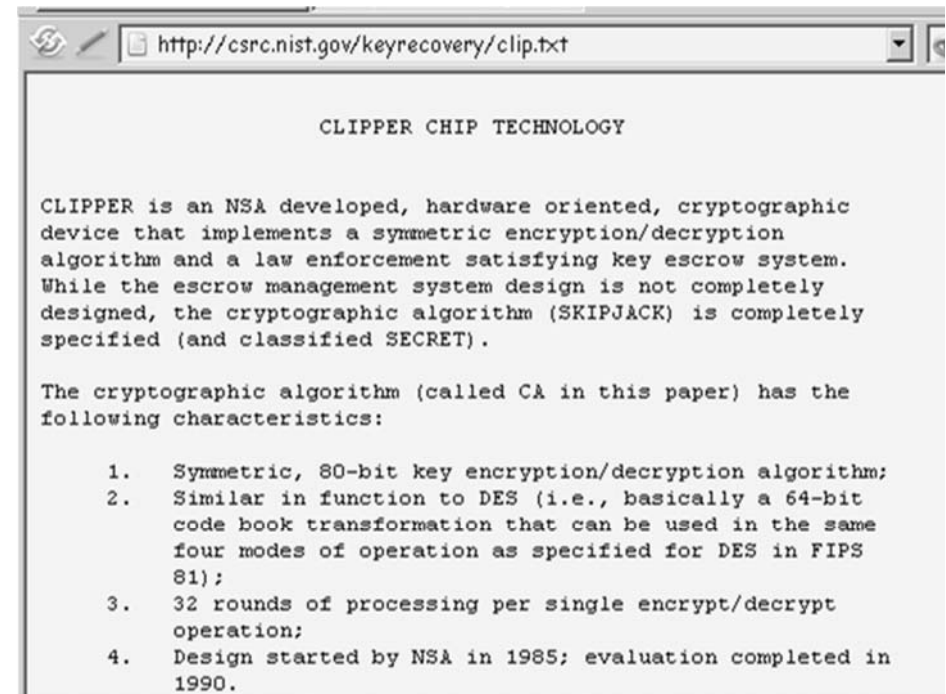 http://csrc.nist.gov/keyrecovery/clip.txt
CLIPPER CHIP TECHNOLOGY
CLIPPER is an NSA developed, hardware oriented, cryptographic
device that implements a symmetric encryption/decryption
algorithm and a law enforcement satisfying key escrow system.
While the escrow management system design is not completely
designed, the cryptographic algorithm (SKIPJACK) is completely
specified (and classified SECRET).
The cryptographic algorithm (called CA in this paper) has the
following characteristics:
1. Symmetric, 80-bit key encryption/decryption algorithm;
2. Similar in function to DES (i.e., basically a 64-bit
code book transformation that can be used in the same
four modes of operation as specified for DES in FIPS
81);
3. 32 rounds of processing per single encrypt/decrypt
operation;
4. Design started by NSA in 1985; evaluation completed in
1990.